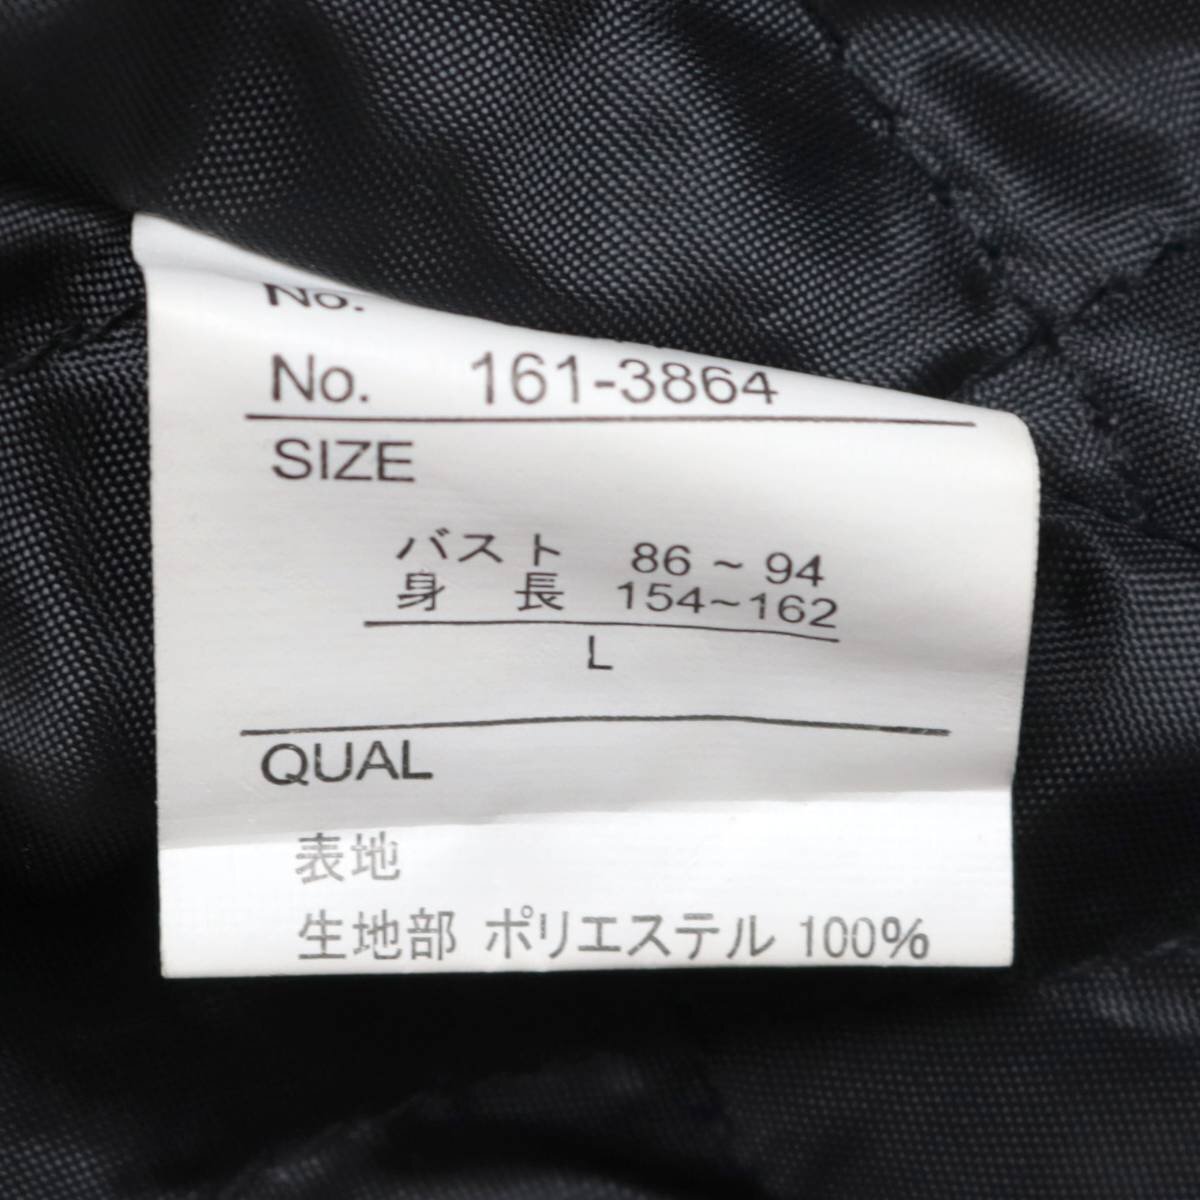 No.
No. 161-3864
SIZE
バスト 86 ~ 94
身 長 154~162
L
QUAL
表地
生地部 ポリエステル 100%